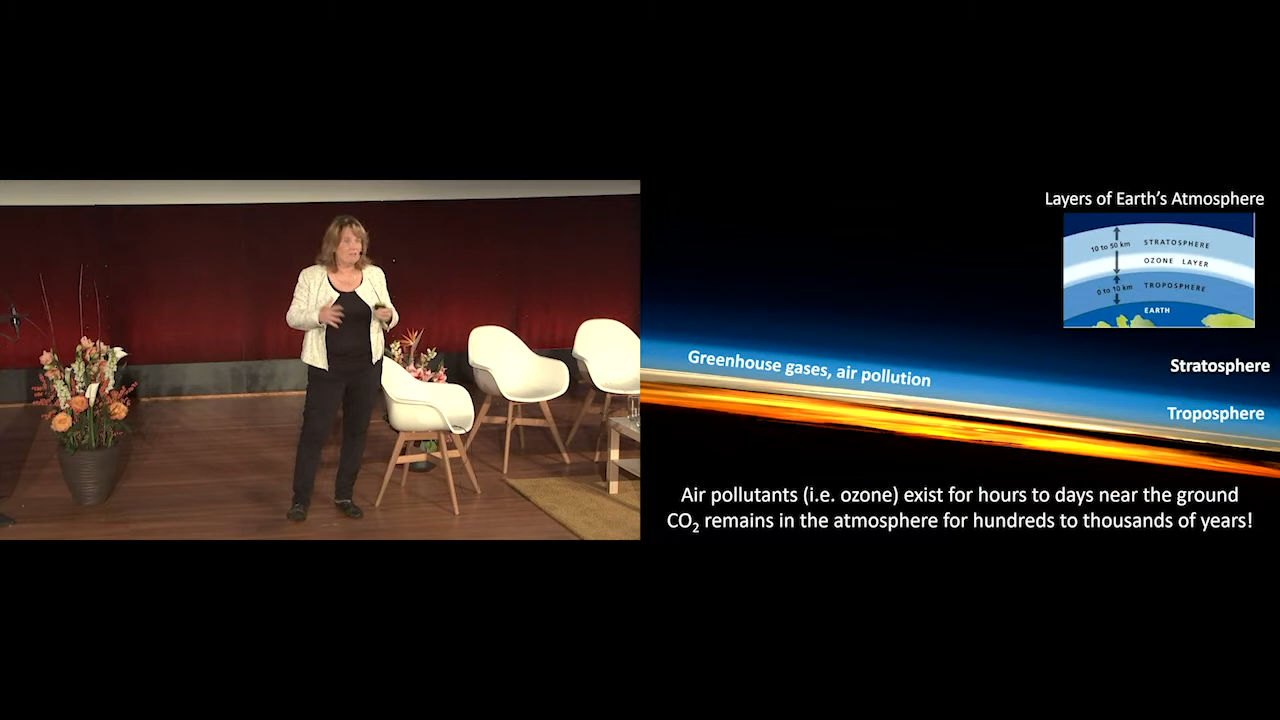 Layers of Earth's Atmosphere
10 to 50 km
STRATOSPHERE
OZONE LAYER
0 to 10 km
TROPOSPHERE
EARTH
Greenhouse gases, air pollution
Stratosphere
Troposphere
Air pollutants (i.e. ozone) exist for hours to days near the ground
CO₂ remains in the atmosphere for hundreds to thousands of years!